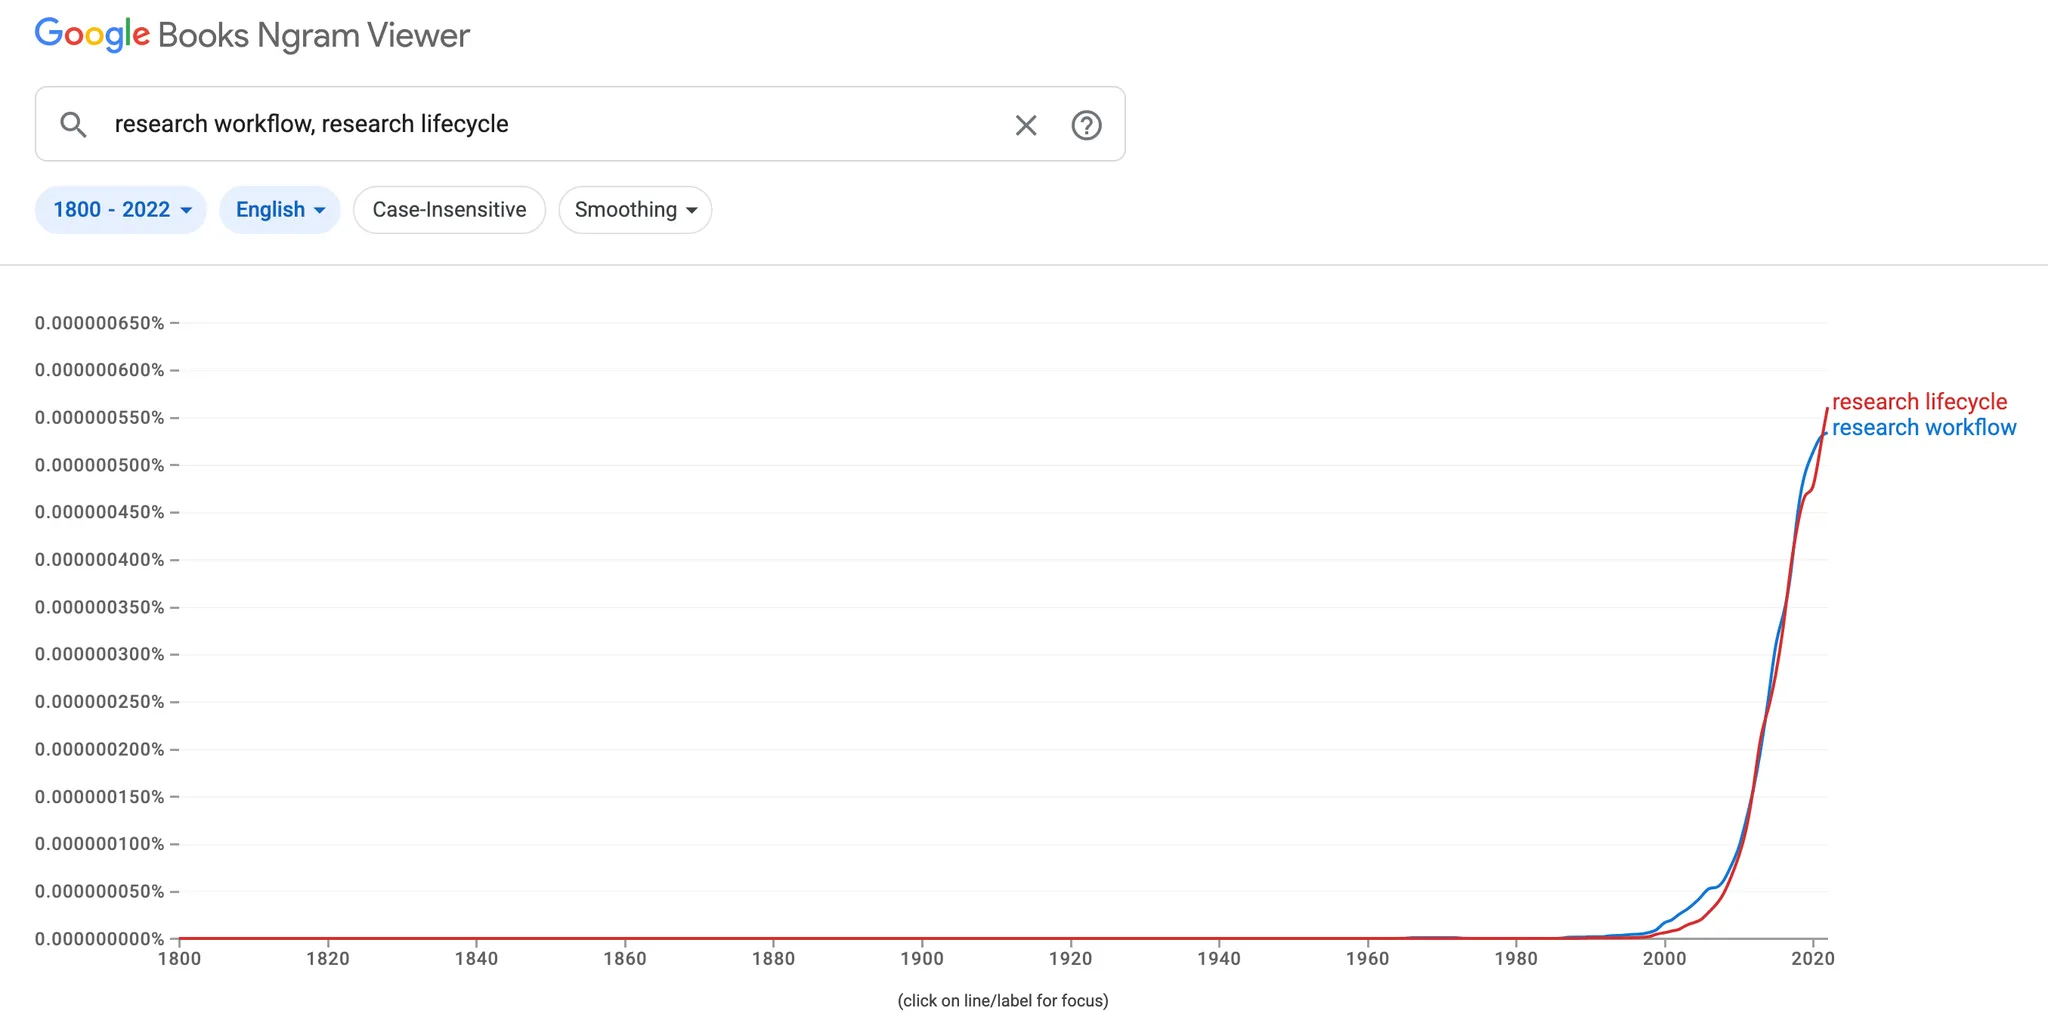 Google Books Ngram Viewer
research workflow, research lifecycle
1800 - 2022
English
Case-Insensitive
Smoothing
0.000000650%
0.000000600%
0.000000550%
0.000000500%
0.000000450%
0.000000400%
0.000000350%
0.000000300%
0.000000250%
0.000000200%
0.000000150%
0.000000100%
0.000000050%
0.000000000%
research lifecycle
research workflow
1800 1820 1840 1860 1880 1900 1920 1940 1960 1980 2000 2020
(click on line/label for focus)